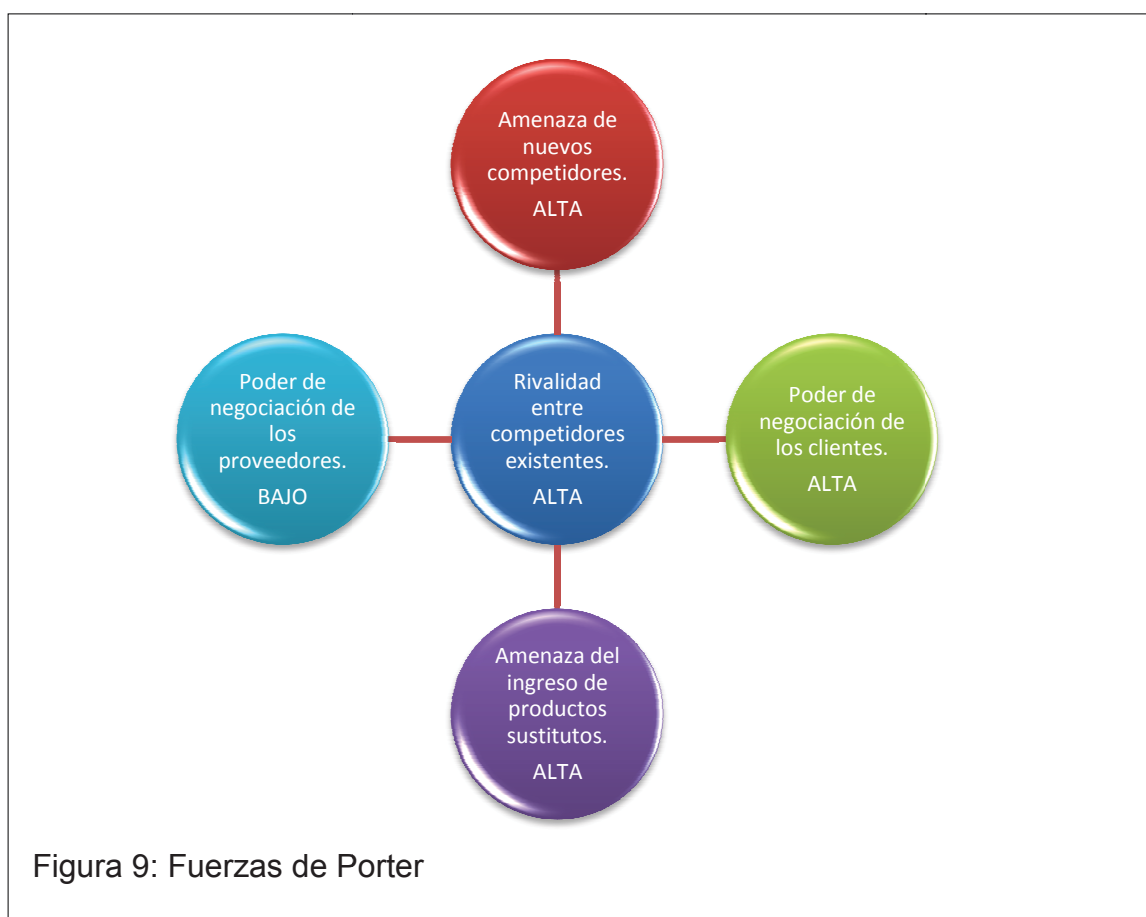 Amenaza de
nuevos
competidores.
ALTA
Poder de
negociación de
los
proveedores.
BAJO
Rivalidad
entre
competidores
existentes.
ALTA
Poder de
negociación de
los clientes.
ALTA
Amenaza del
ingreso de
productos
sustitutos.
ALTA
Figura 9: Fuerzas de Porter